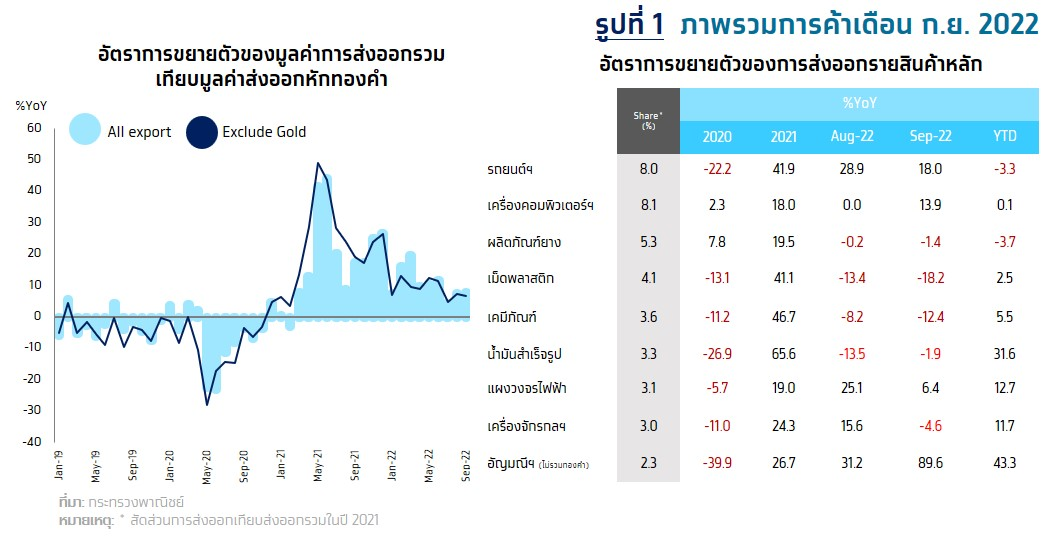 รูปที่ 1 ภาพรวมการค้าเดือน ก.ย. 2022
อัตราการขยายตัวของมูลค่าการส่งออกรวม
เทียบมูลค่าส่งออกหักทองคำ
%YoY
All export
Exclude Gold
60
50
40
30
20
10
0
-10
-20
-30
-40
Jan-19
May-19
Sep-19
Jan-20
May-20
Sep-20
Jan-21
May-21
Sep-21
Jan-22
May-22
Sep-22
อัตราการขยายตัวของการส่งออกรายสินค้าหลัก
Share* %YoY
(%) 2020 2021 Aug-22 Sep-22 YTD
รถยนต์ฯ 8.0 -22.2 41.9 28.9 18.0 -3.3
เครื่องคอมพิวเตอร์ฯ 8.1 2.3 18.0 0.0 13.9 0.1
ผลิตภัณฑ์ยาง 5.3 7.8 19.5 -0.2 -1.4 -3.7
เม็ดพลาสติก 4.1 -13.1 41.1 -13.4 -18.2 2.5
เคมีภัณฑ์ 3.6 -11.2 46.7 -8.2 -12.4 5.5
น้ำมันสำเร็จรูป 3.3 -26.9 65.6 -13.5 -1.9 31.6
แผงวงจรไฟฟ้า 3.1 -5.7 19.0 25.1 6.4 12.7
เครื่องจักรกลฯ 3.0 -11.0 24.3 15.6 -4.6 11.7
อัญมณีฯ (ไม่รวมทองคำ) 2.3 -39.9 26.7 31.2 89.6 43.3
ที่มา: กระทรวงพาณิชย์
หมายเหตุ: * สัดส่วนการส่งออกเทียบส่งออกรวมในปี 2021